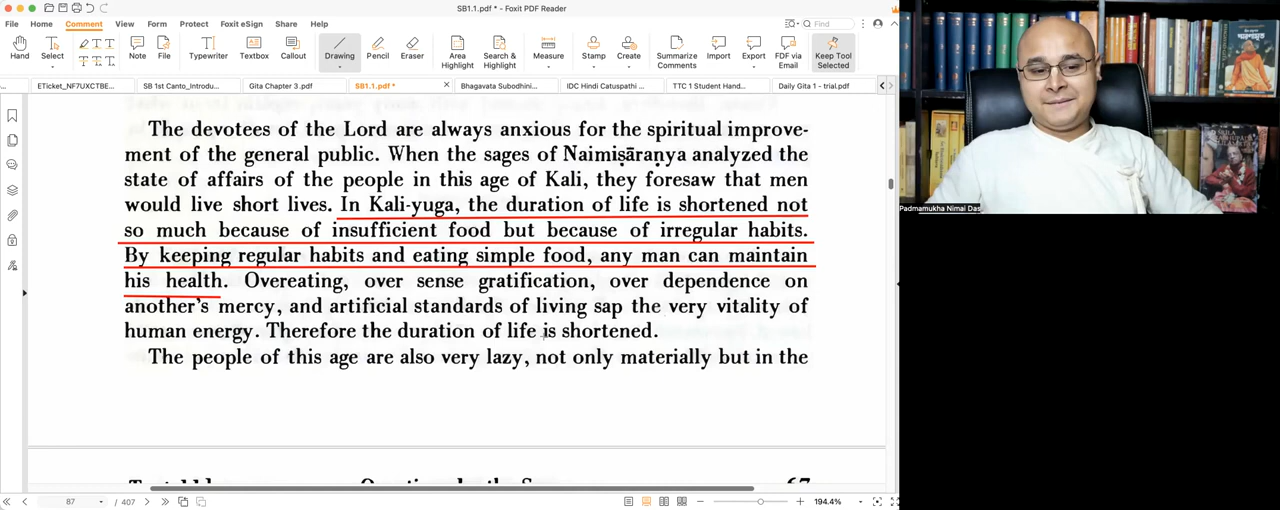 SB1.1.pdf * - Foxit PDF Reader
File Home Comment View Form Protect Foxit eSign Share Help
Find
Hand Select Note File Typewriter Textbox Callout Drawing Pencil Eraser Area Highlight Search & Highlight Measure Stamp Create Summarize Comments Import Export FDF via Email Keep Tool Selected
ETicket_NF7UXCTBE... SB 1st Canto_Introdu... Gita Chapter 3.pdf SB1.1.pdf * Bhagavata Subodhini... IDC Hindi Catuspathi ... TTC 1 Student Hand... Daily Gita 1 - trial.pdf
The devotees of the Lord are always anxious for the spiritual improve-
ment of the general public. When the sages of Naimiṣāraṇya analyzed the
state of affairs of the people in this age of Kali, they foresaw that men
would live short lives. In Kali-yuga, the duration of life is shortened not
so much because of insufficient food but because of irregular habits.
By keeping regular habits and eating simple food, any man can maintain
his health. Overeating, over sense gratification, over dependence on
another's mercy, and artificial standards of living sap the very vitality of
human energy. Therefore the duration of life is shortened.
The people of this age are also very lazy, not only materially but in the
67
87 / 407
194.4%
Padmamukha Nimai Das